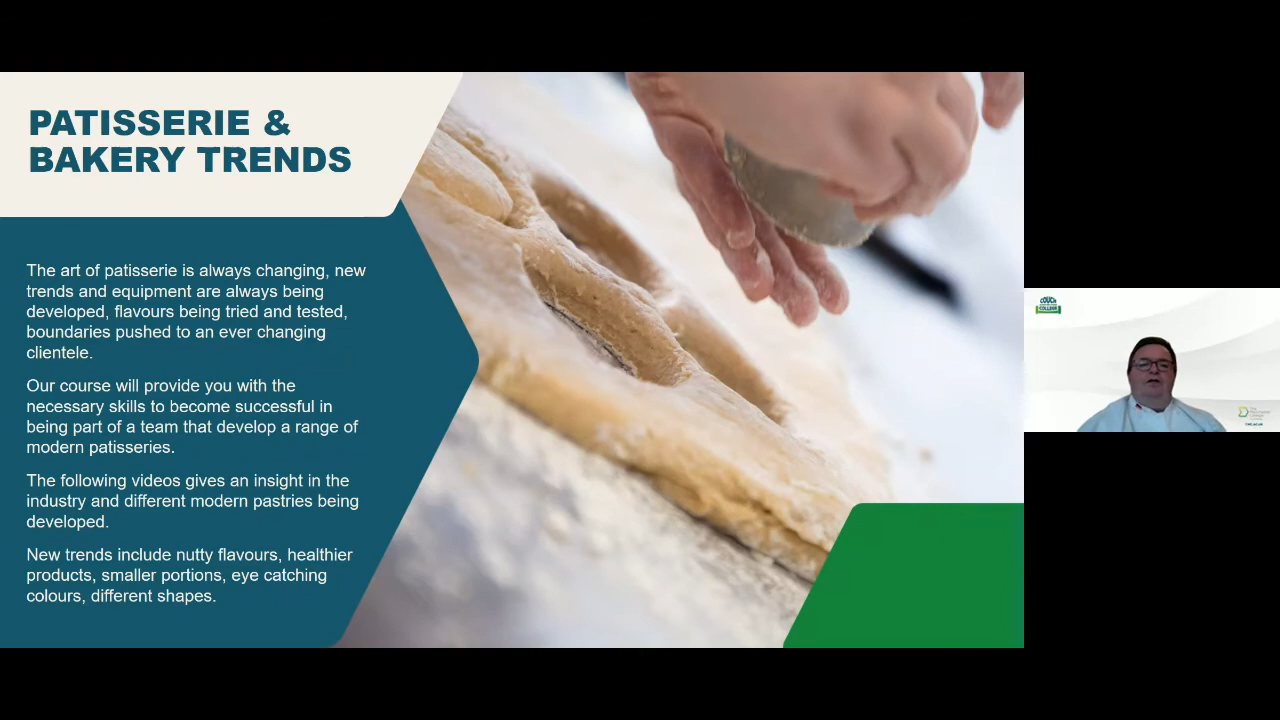 PATISSERIE &
BAKERY TRENDS
The art of patisserie is always changing, new
trends and equipment are always being
developed, flavours being tried and tested,
boundaries pushed to an ever changing
clientele.
Our course will provide you with the
necessary skills to become successful in
being part of a team that develop a range of
modern patisseries.
The following videos gives an insight in the
industry and different modern pastries being
developed.
New trends include nutty flavours, healthier
products, smaller portions, eye catching
colours, different shapes.
COUCH
COLLEGE